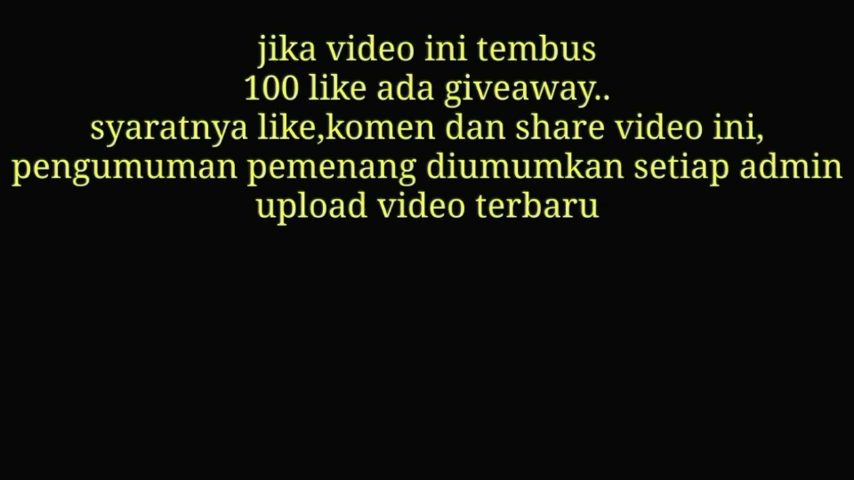 jika video ini tembus
100 like ada giveaway..
syaratnya like,komen dan share video ini,
pengumuman pemenang diumumkan setiap admin
upload video terbaru